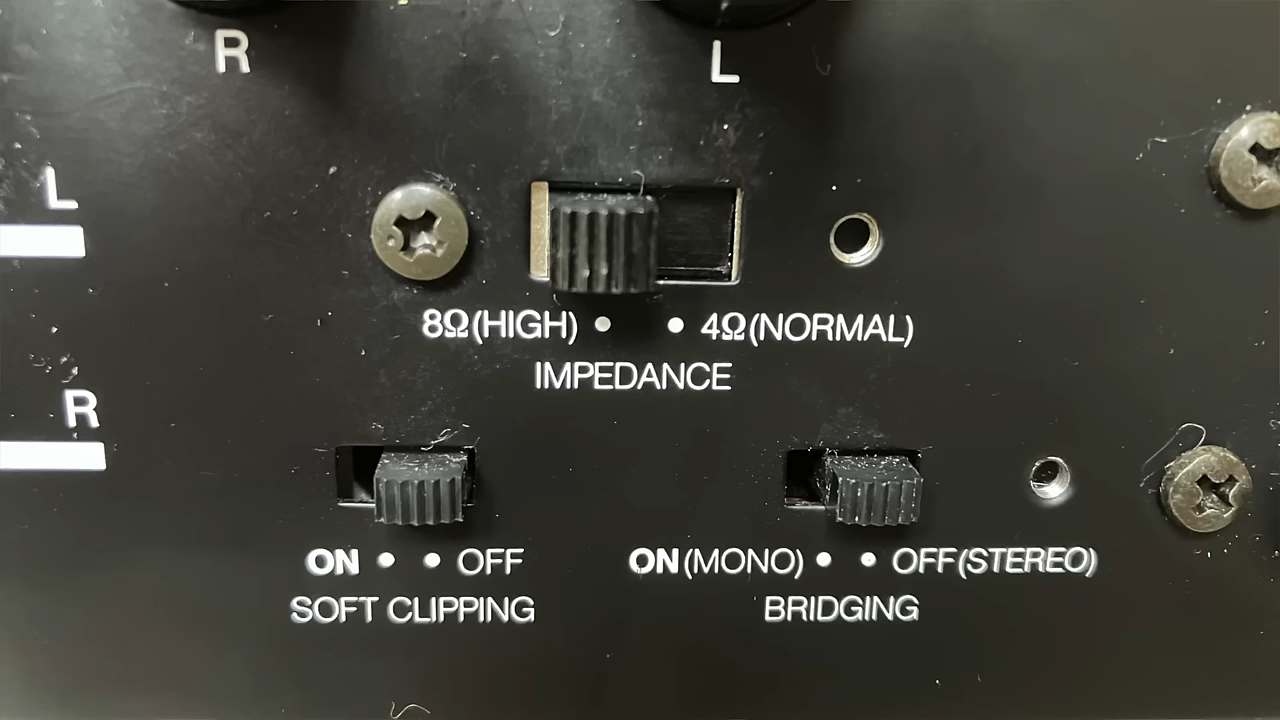 R
L
L
8Ω(HIGH) • • 4Ω(NORMAL)
IMPEDANCE
R
ON • • OFF
SOFT CLIPPING
ON(MONO) • • OFF(STEREO)
BRIDGING